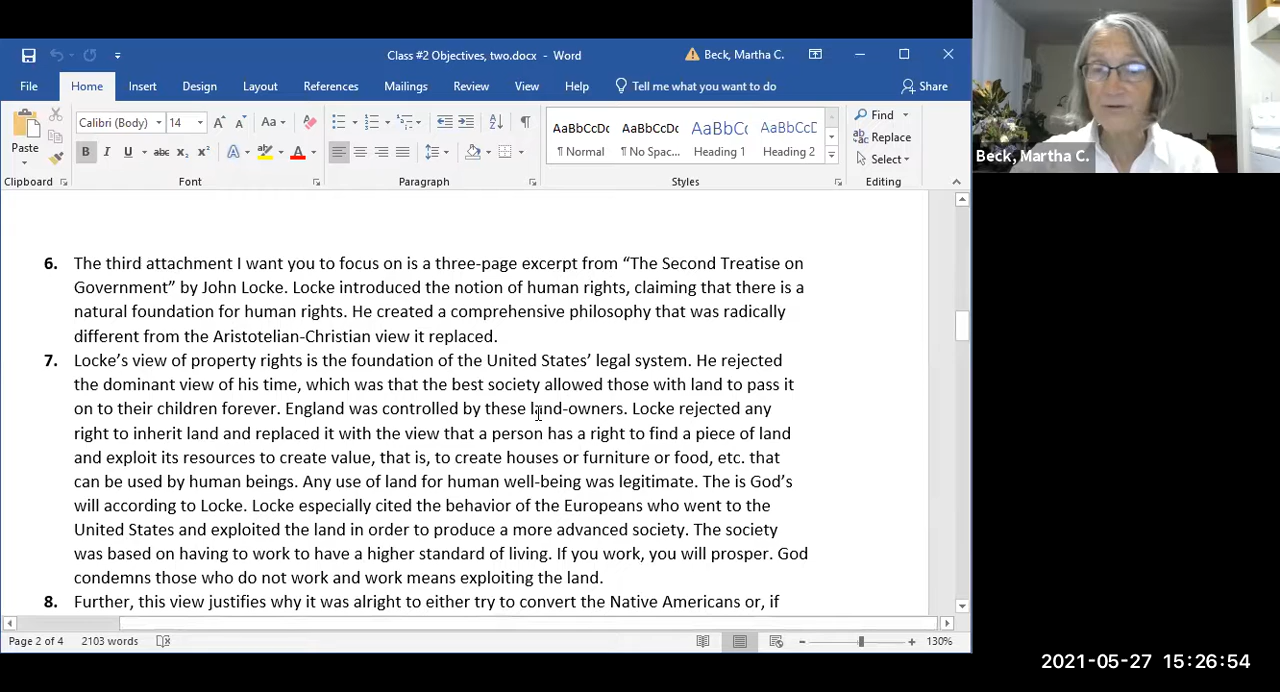 Class #2 Objectives, two.docx - Word
Beck, Martha C.
File Home Insert Design Layout References Mailings Review View Help Tell me what you want to do Share
Paste
Calibri (Body) 14 A A Aa A
B I U abc X₂ X² A A
AaBbCcDc AaBbCcDc AaBbCc AaBbCcD
¶ Normal ¶ No Spac... Heading 1 Heading 2
Find
Replace
Select
Clipboard Font Paragraph Styles Editing
Beck, Martha C.
6. The third attachment I want you to focus on is a three-page excerpt from “The Second Treatise on
Government” by John Locke. Locke introduced the notion of human rights, claiming that there is a
natural foundation for human rights. He created a comprehensive philosophy that was radically
different from the Aristotelian-Christian view it replaced.
7. Locke’s view of property rights is the foundation of the United States’ legal system. He rejected
the dominant view of his time, which was that the best society allowed those with land to pass it
on to their children forever. England was controlled by these land-owners. Locke rejected any
right to inherit land and replaced it with the view that a person has a right to find a piece of land
and exploit its resources to create value, that is, to create houses or furniture or food, etc. that
can be used by human beings. Any use of land for human well-being was legitimate. The is God’s
will according to Locke. Locke especially cited the behavior of the Europeans who went to the
United States and exploited the land in order to produce a more advanced society. The society
was based on having to work to have a higher standard of living. If you work, you will prosper. God
condemns those who do not work and work means exploiting the land.
8. Further, this view justifies why it was alright to either try to convert the Native Americans or, if
Page 2 of 4 2103 words
130%
2021-05-27 15:26:54